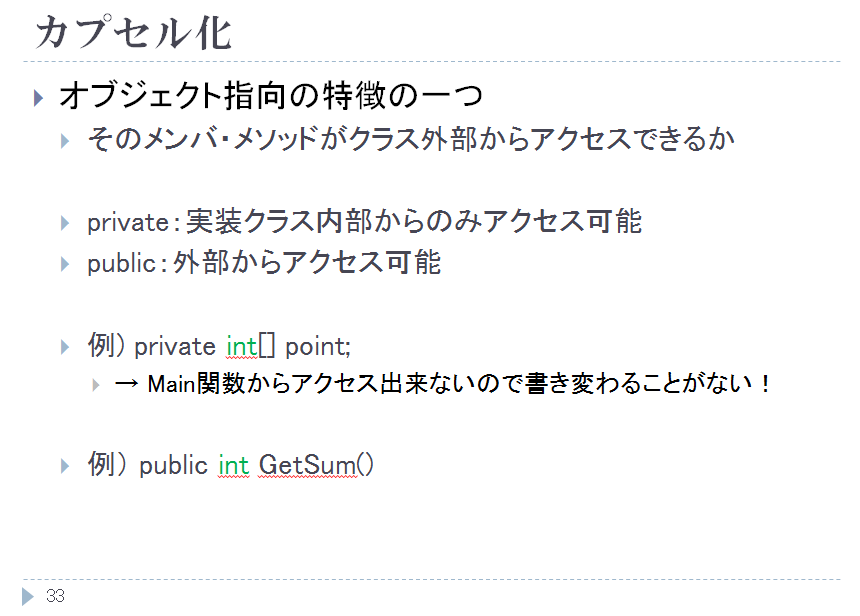 カプセル化
オブジェクト指向の特徴の一つ
そのメンバ・メソッドがクラス外部からアクセスできるか
private：実装クラス内部からのみアクセス可能
public：外部からアクセス可能
例） private int[] point;
→ Main関数からアクセス出来ないので書き変わることがない！
例） public int GetSum()
33